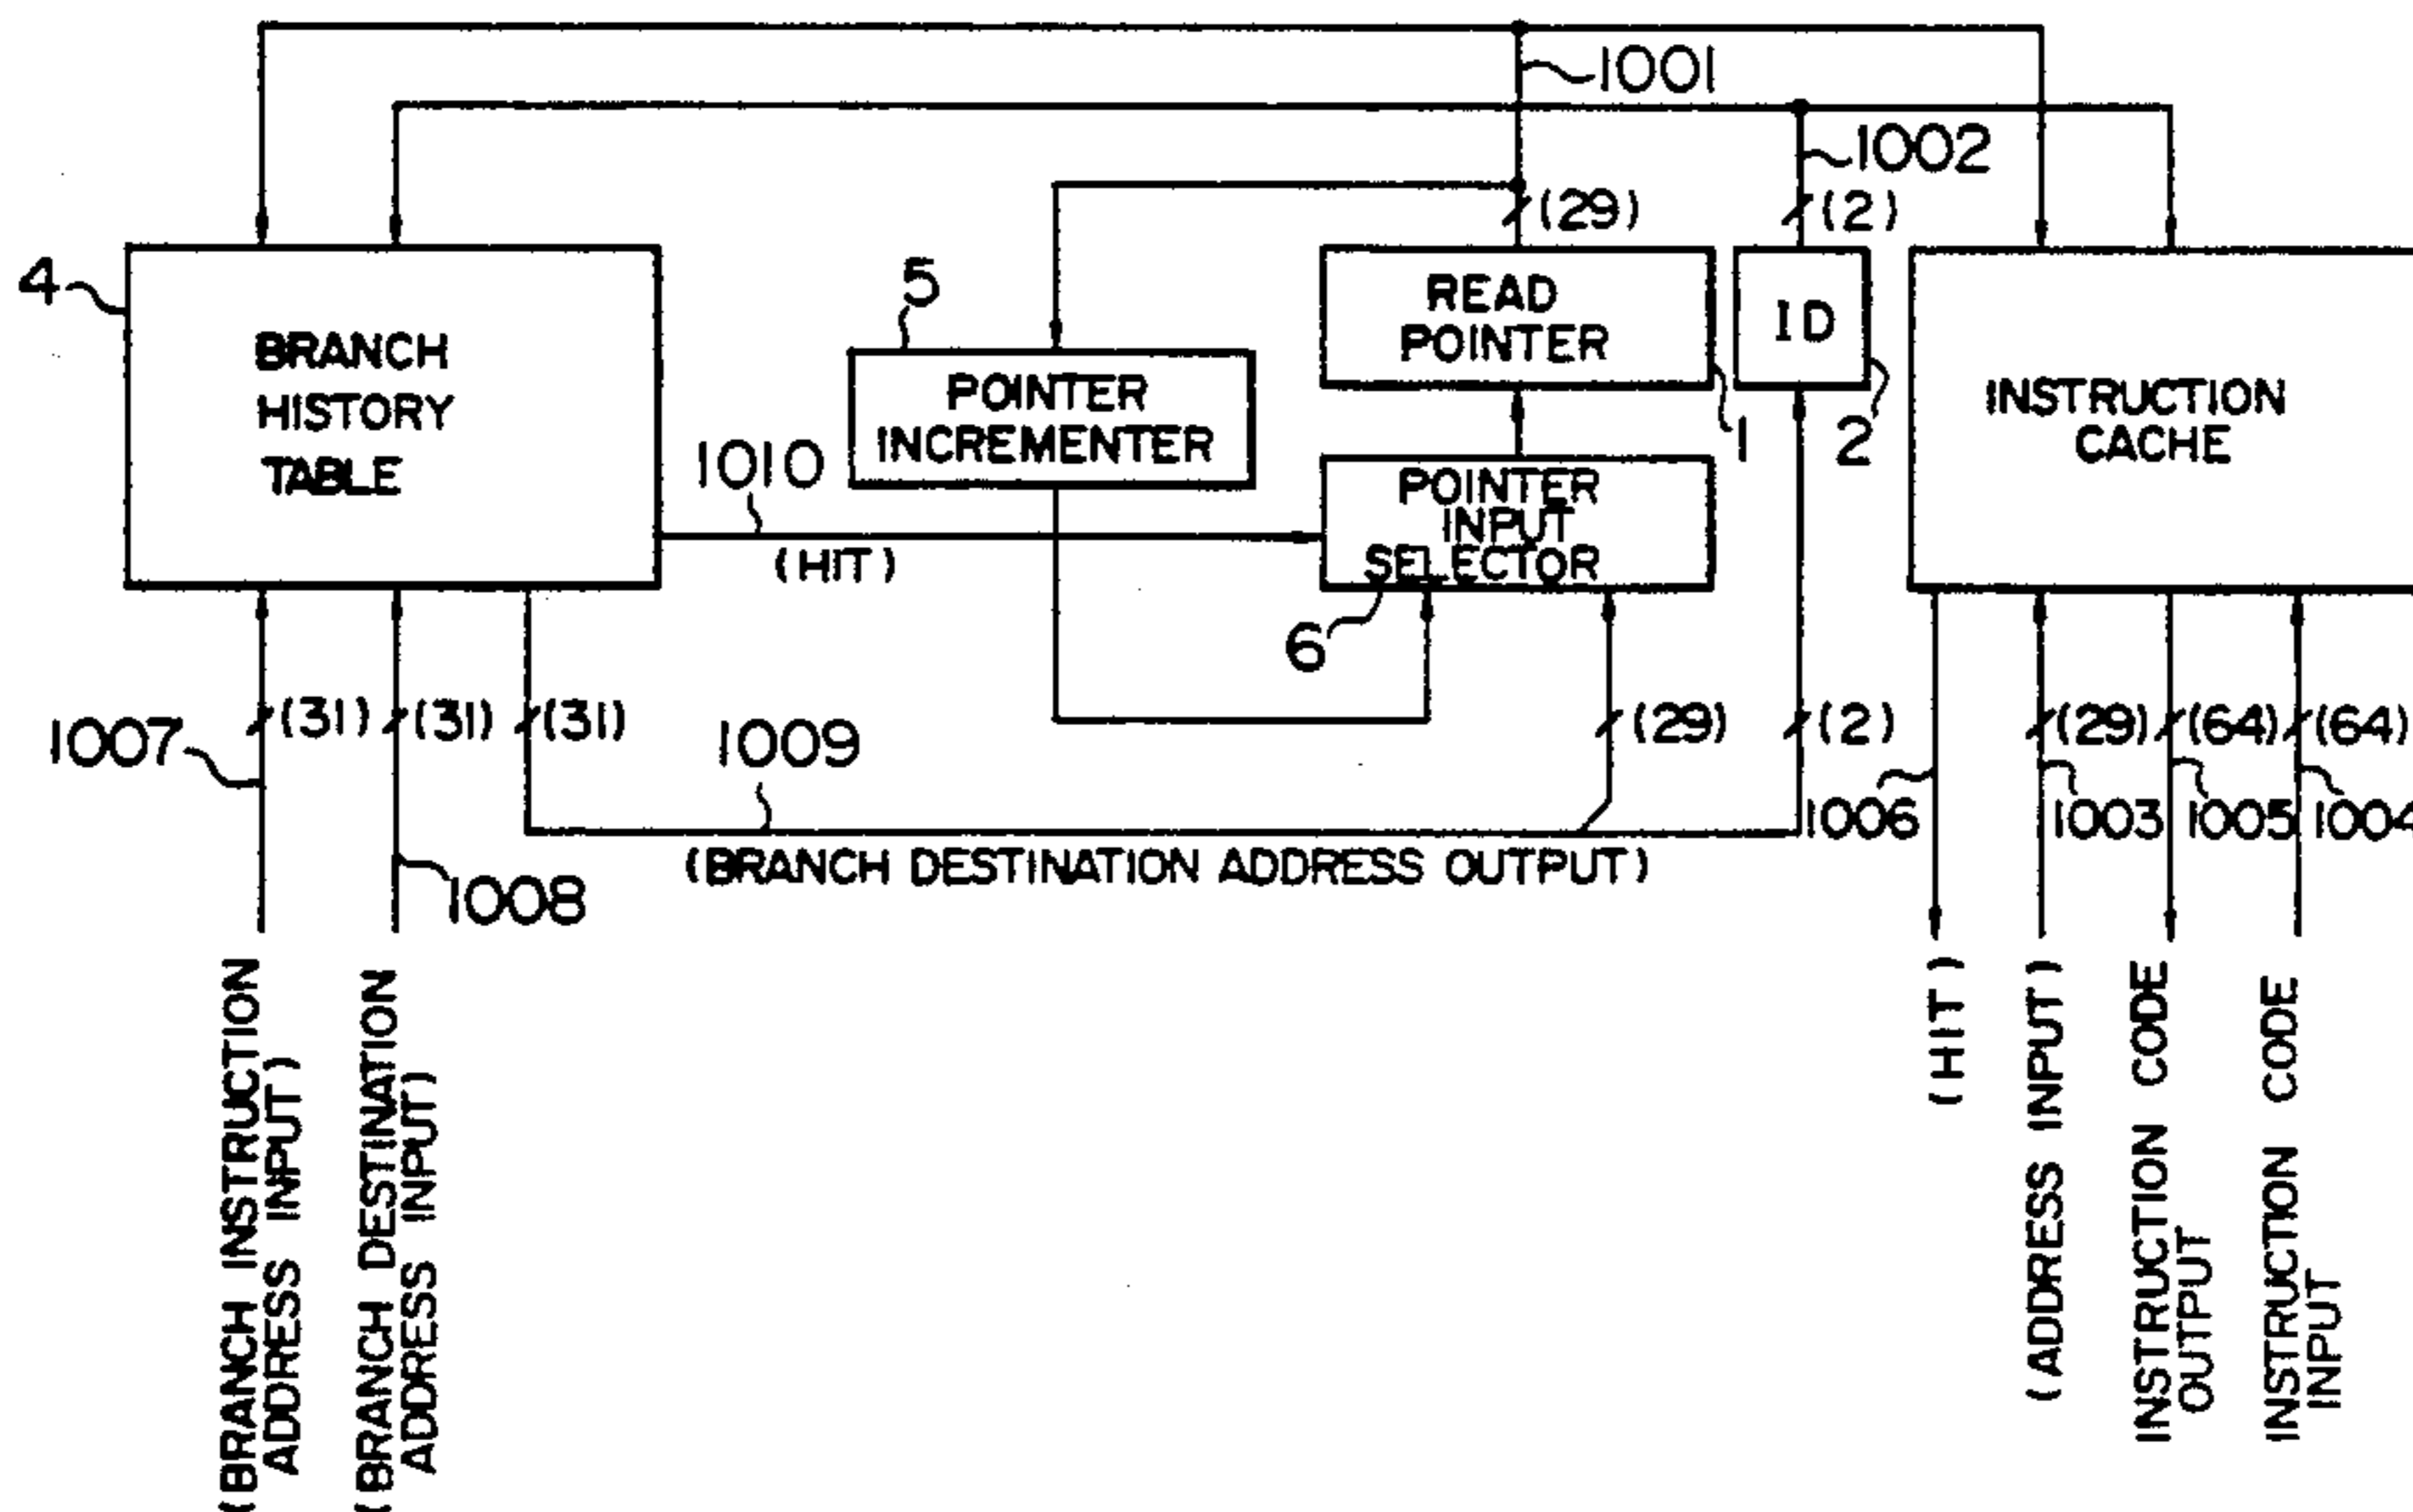 1001
1002
(29)
(2)
4
BRANCH
HISTORY
TABLE
5
POINTER
INCREMENTER
READ
POINTER
1
ID
2
INSTRUCTION
CACHE
1010
(HIT)
POINTER
INPUT
SELECTOR
6
1007
(31)
(31)
(31)
1008
1009
(BRANCH DESTINATION ADDRESS OUTPUT)
(29)
(2)
1006
(29)
1003
(64)
1005
(64)
1004
(BRANCH INSTRUCTION
ADDRESS INPUT)
(BRANCH DESTINATION
ADDRESS INPUT)
(HIT)
(ADDRESS INPUT)
INSTRUCTION CODE
OUTPUT
INSTRUCTION CODE
INPUT